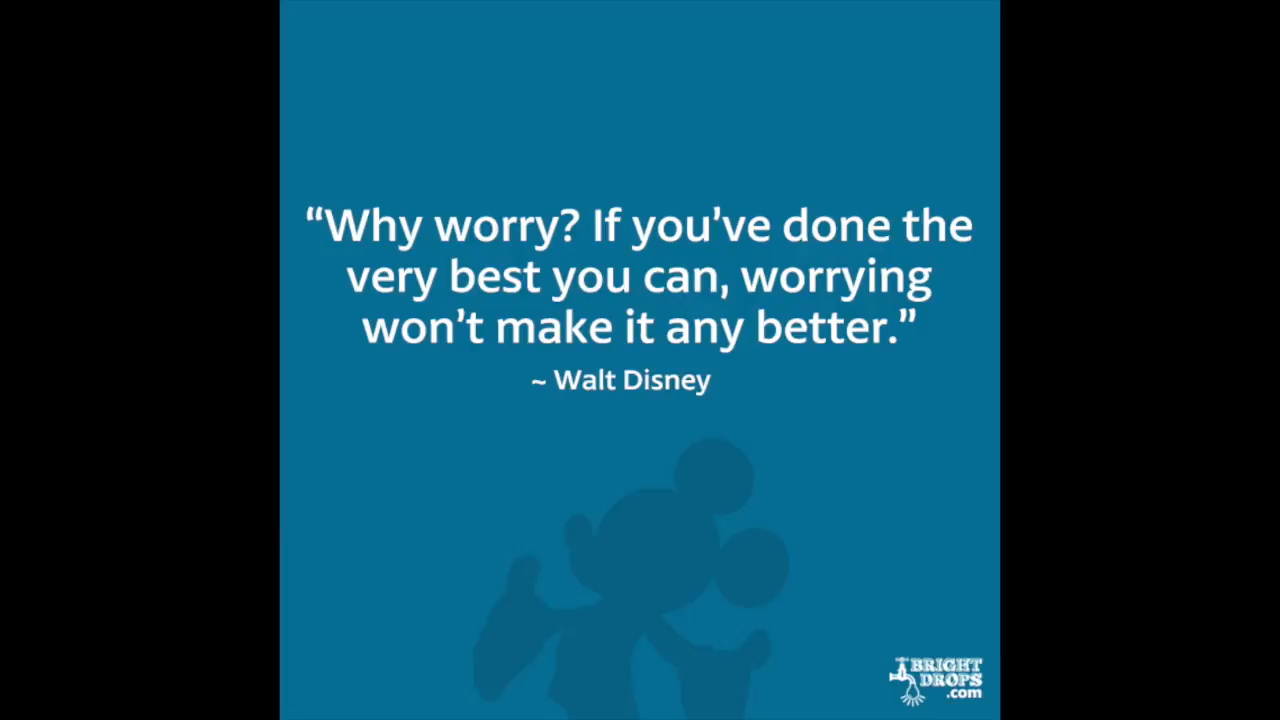 “Why worry? If you’ve done the
very best you can, worrying
won’t make it any better.”
~ Walt Disney
BRIGHT
DROPS
.com